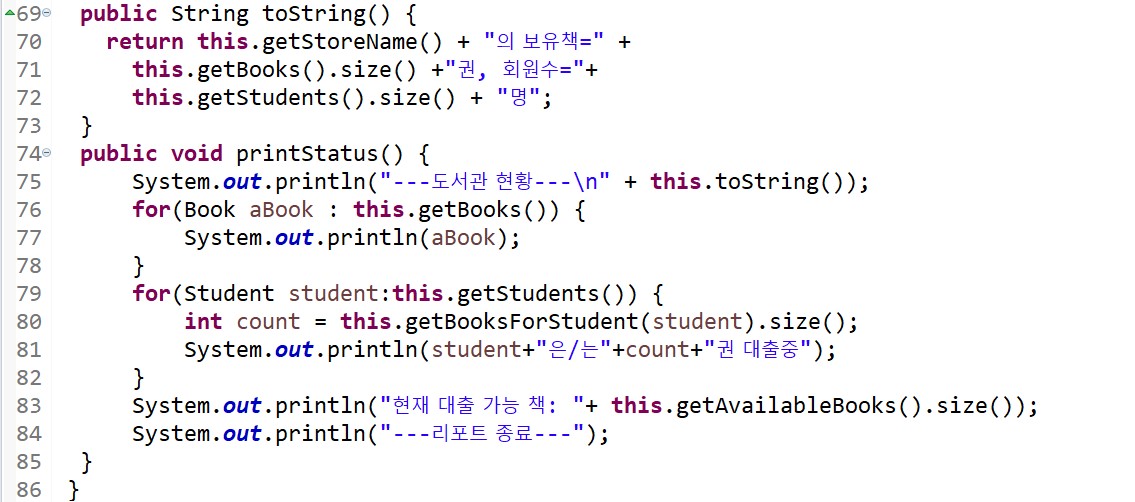 69 public String toString() {
70 return this.getStoreName() + "의 보유책=" +
71 this.getBooks().size() +"권, 회원수="+
72 this.getStudents().size() + "명";
73 }
74 public void printStatus() {
75 System.out.println("---도서관 현황---\n" + this.toString());
76 for(Book aBook : this.getBooks()) {
77 System.out.println(aBook);
78 }
79 for(Student student:this.getStudents()) {
80 int count = this.getBooksForStudent(student).size();
81 System.out.println(student+"은/는"+count+"권 대출중");
82 }
83 System.out.println("현재 대출 가능 책: "+ this.getAvailableBooks().size());
84 System.out.println("---리포트 종료---");
85 }
86 }